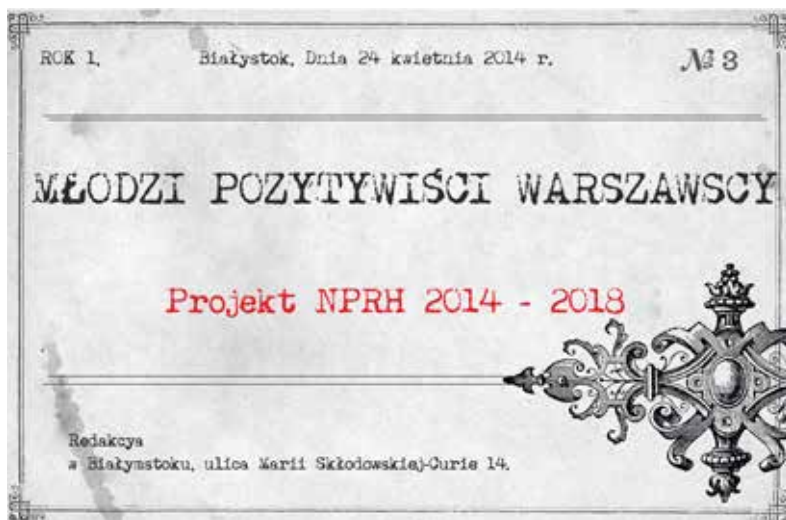 ROK 1. Białystok, Dnia 24 kwietnia 2014 r. № 3
MŁODZI POZYTYWIŚCI WARSZAWSCY
Projekt NPRH 2014 - 2018
Redakcya
w Białymstoku, ulica Marii Skłodowskiej-Curie 14.